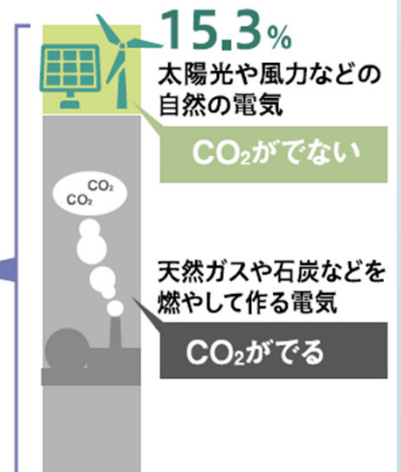 15.3%
太陽光や風力などの
自然の電気
CO₂がでない
CO₂
CO₂
天然ガスや石炭などを
燃やして作る電気
CO₂がでる